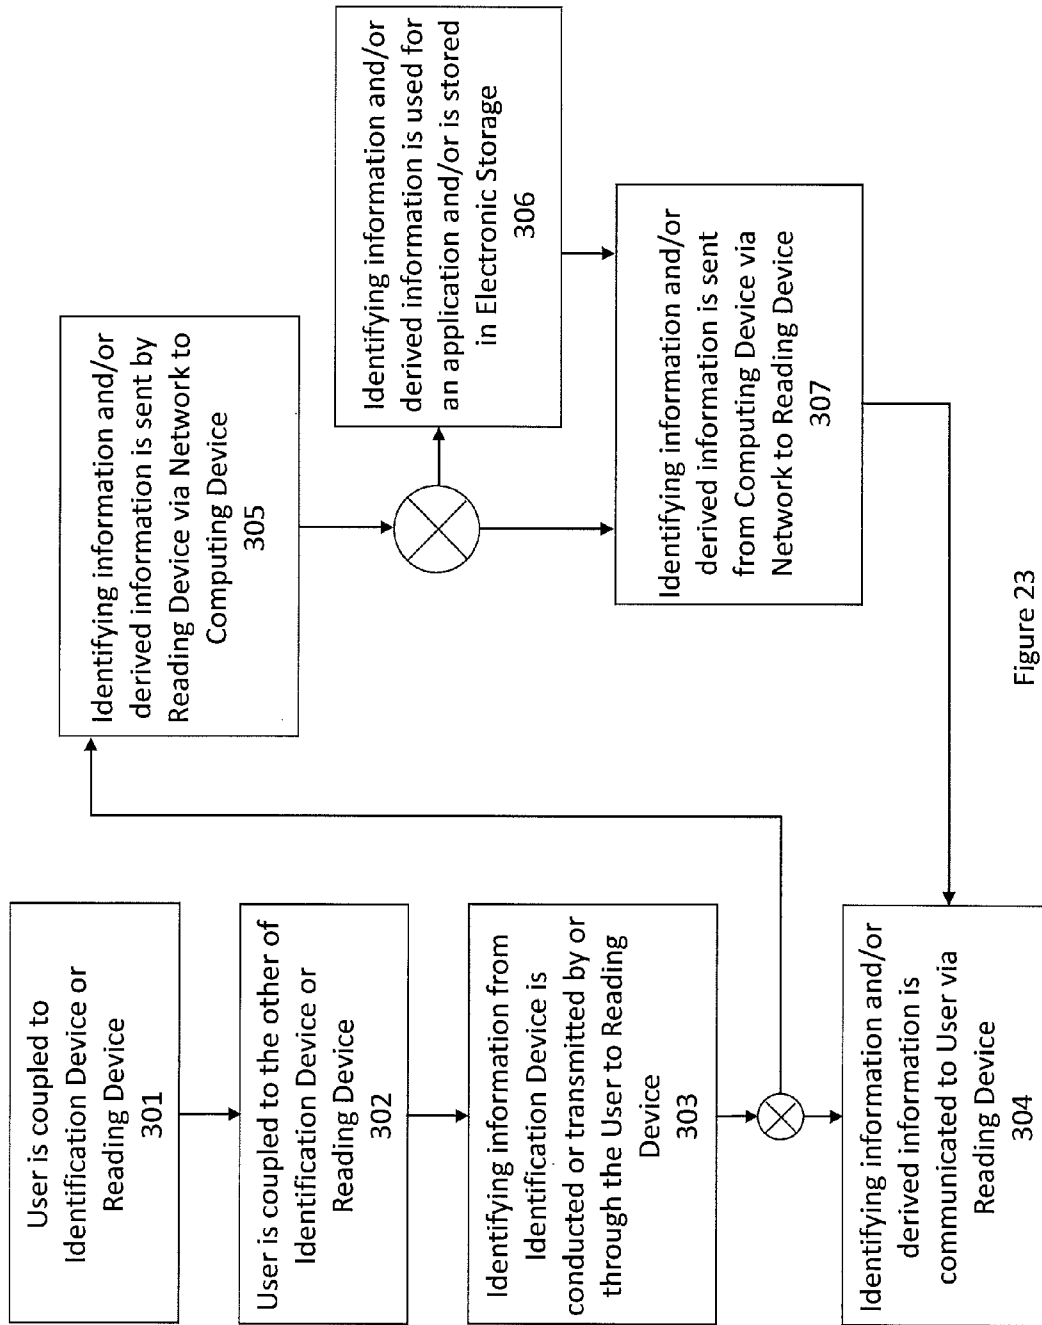 User is coupled to
Identification Device or
Reading Device
301
User is coupled to the other of
Identification Device or
Reading Device
302
Identifying information from
Identification Device is
conducted or transmitted by or
through the User to Reading
Device
303
Identifying information and/or
derived information is
communicated to User via
Reading Device
304
Identifying information and/or
derived information is sent by
Reading Device via Network to
Computing Device
305
Identifying information and/or
derived information is used for
an application and/or is stored
in Electronic Storage
306
Identifying information and/or
derived information is sent
from Computing Device via
Network to Reading Device
307
Figure 23